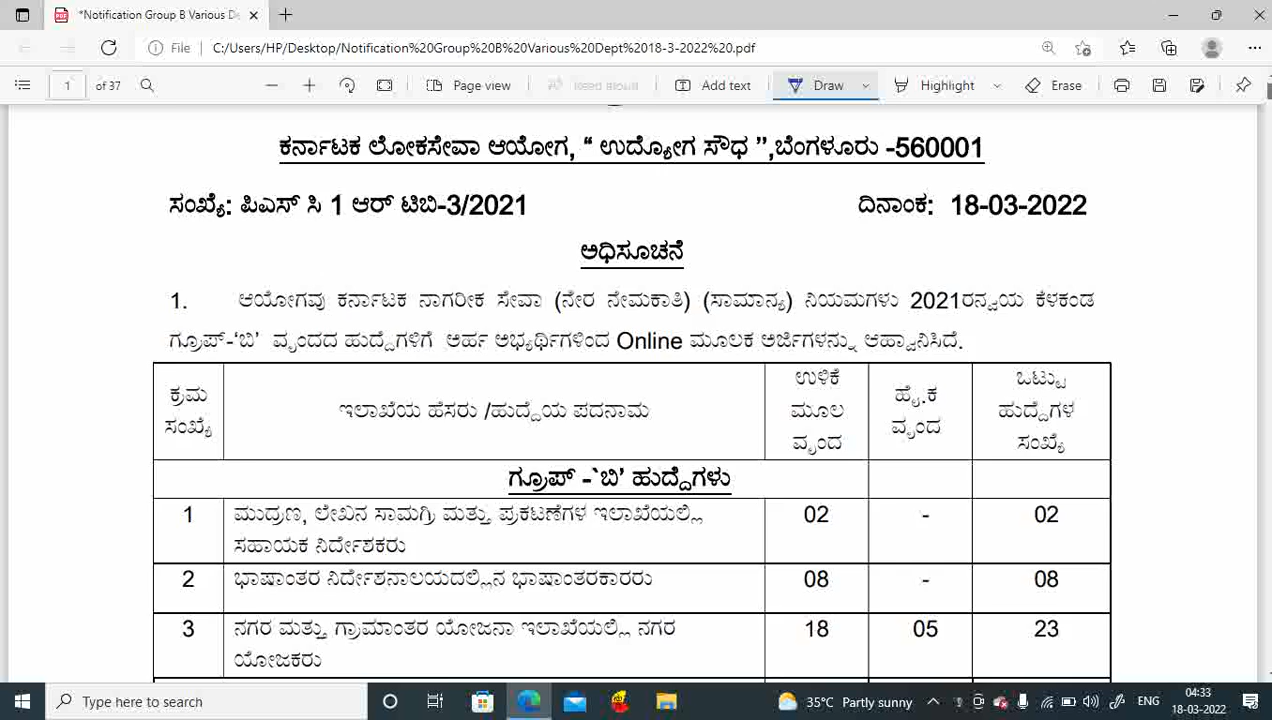 *Notification Group B Various De
File C:/Users/HP/Desktop/Notification%20Group%20B%20Various%20Dept%2018-3-2022%20.pdf
1 of 37 Page view Read aloud Add text Draw Highlight Erase
ಕರ್ನಾಟಕ ಲೋಕಸೇವಾ ಆಯೋಗ, “ ಉದ್ಯೋಗ ಸೌಧ ”,ಬೆಂಗಳೂರು -560001
ಸಂಖ್ಯೆ: ಪಿಎಸ್ ಸಿ 1 ಆರ್ ಟಿಬಿ-3/2021 ದಿನಾಂಕ: 18-03-2022
ಅಧಿಸೂಚನೆ
1. ಆಯೋಗವು ಕರ್ನಾಟಕ ನಾಗರೀಕ ಸೇವಾ (ನೇರ ನೇಮಕಾತಿ) (ಸಾಮಾನ್ಯ) ನಿಯಮಗಳು 2021ರನ್ವಯ ಕೆಳಕಂಡ
ಗ್ರೂಪ್-‘ಬಿ’ ವೃಂದದ ಹುದ್ದೆಗಳಿಗೆ ಅರ್ಹ ಅಭ್ಯರ್ಥಿಗಳಿಂದ Online ಮೂಲಕ ಅರ್ಜಿಗಳನ್ನು ಆಹ್ವಾನಿಸಿದೆ.
ಕ್ರಮ ಸಂಖ್ಯೆ ಇಲಾಖೆಯ ಹೆಸರು /ಹುದ್ದೆಯ ಪದನಾಮ ಉಳಿಕೆ ಮೂಲ ವೃಂದ ಹೈ.ಕ ವೃಂದ ಒಟ್ಟು ಹುದ್ದೆಗಳ ಸಂಖ್ಯೆ
ಗ್ರೂಪ್ -`ಬಿ’ ಹುದ್ದೆಗಳು
1 ಮುದ್ರಣ, ಲೇಖನ ಸಾಮಗ್ರಿ ಮತ್ತು ಪ್ರಕಟಣೆಗಳ ಇಲಾಖೆಯಲ್ಲಿ 02 - 02
ಸಹಾಯಕ ನಿರ್ದೇಶಕರು
2 ಭಾಷಾಂತರ ನಿರ್ದೇಶನಾಲಯದಲ್ಲಿನ ಭಾಷಾಂತರಕಾರರು 08 - 08
3 ನಗರ ಮತ್ತು ಗ್ರಾಮಾಂತರ ಯೋಜನಾ ಇಲಾಖೆಯಲ್ಲಿ ನಗರ 18 05 23
ಯೋಜಕರು
Type here to search 35°C Partly sunny ENG 04:33
18-03-2022